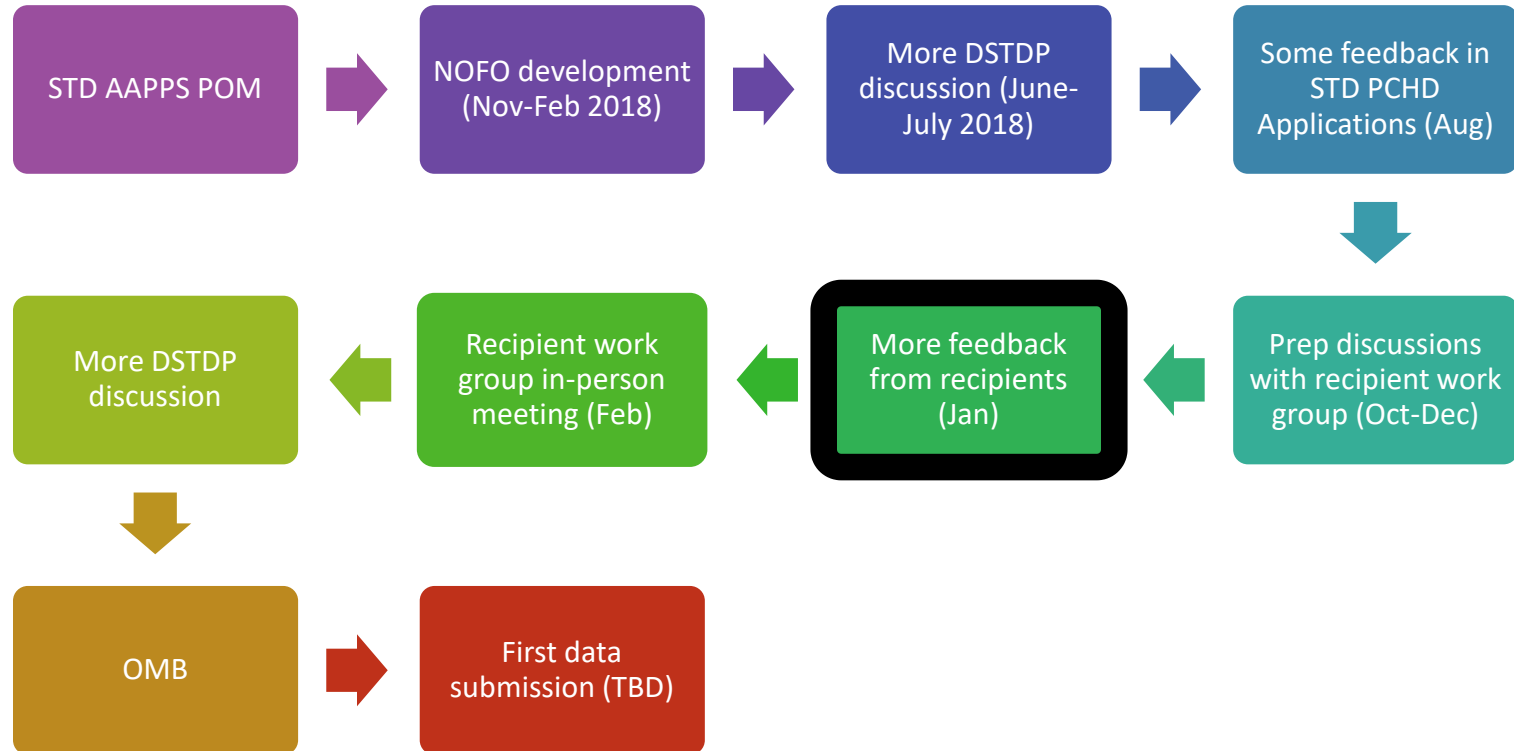 STD AAPPS POM
NOFO development
(Nov-Feb 2018)
More DSTDP
discussion (June-
July 2018)
Some feedback in
STD PCHD
Applications (Aug)
Prep discussions
with recipient work
group (Oct-Dec)
More feedback
from recipients
(Jan)
Recipient work
group in-person
meeting (Feb)
More DSTDP
discussion
OMB
First data
submission (TBD)